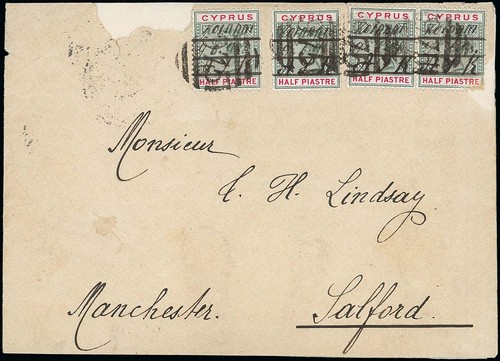 CYPRUS CYPRUS CYPRUS CYPRUS
HALF PIASTRE HALF PIASTRE HALF PIASTRE HALF PIASTRE
Monsieur
H. Lindsay
Manchester. Salford.